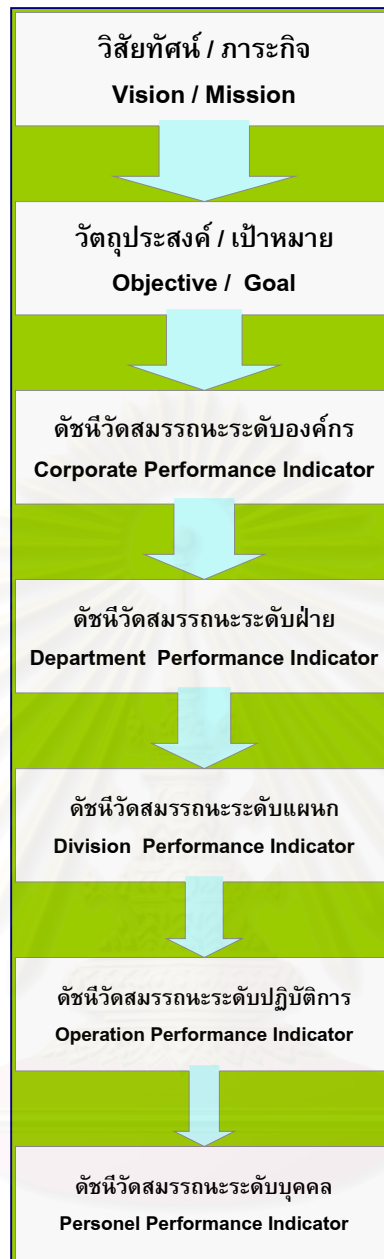 วิสัยทัศน์ / ภาระกิจ
Vision / Mission
วัตถุประสงค์ / เป้าหมาย
Objective / Goal
ดัชนีวัดสมรรถนะระดับองค์กร
Corporate Performance Indicator
ดัชนีวัดสมรรถนะระดับฝ่าย
Department Performance Indicator
ดัชนีวัดสมรรถนะระดับแผนก
Division Performance Indicator
ดัชนีวัดสมรรถนะระดับปฏิบัติการ
Operation Performance Indicator
ดัชนีวัดสมรรถนะระดับบุคคล
Personel Performance Indicator